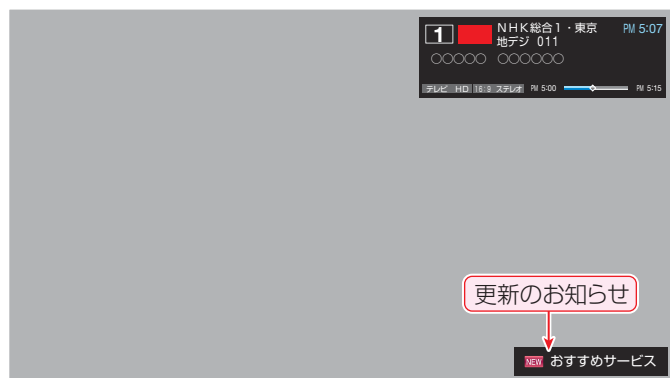 1 NHK総合1・東京 PM 5:07
地デジ 011
○○○○○ ○○○○○○
テレビ HD 16:9 ステレオ PM 5:00 PM 5:15
更新のお知らせ
NEW おすすめサービス